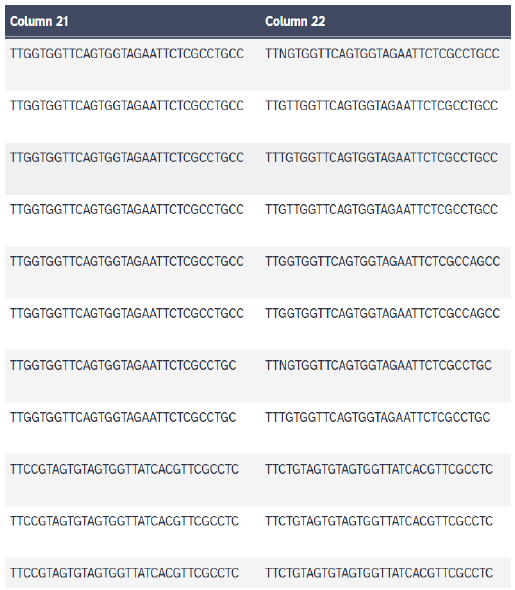 Column 21 Column 22
TTGGTGGTTCAGTGGTAGAATTCTCGCCTGCC TTNGTGGTTCAGTGGTAGAATTCTCGCCTGCC
TTGGTGGTTCAGTGGTAGAATTCTCGCCTGCC TTGTTGGTTCAGTGGTAGAATTCTCGCCTGCC
TTGGTGGTTCAGTGGTAGAATTCTCGCCTGCC TTTGTGGTTCAGTGGTAGAATTCTCGCCTGCC
TTGGTGGTTCAGTGGTAGAATTCTCGCCTGCC TTGTTGGTTCAGTGGTAGAATTCTCGCCTGCC
TTGGTGGTTCAGTGGTAGAATTCTCGCCTGCC TTGGTGGTTCAGTGGTAGAATTCTCGCCAGCC
TTGGTGGTTCAGTGGTAGAATTCTCGCCTGCC TTGGTGGTTCAGTGGTAGAATTCTCGCCAGCC
TTGGTGGTTCAGTGGTAGAATTCTCGCCTGC TTNGTGGTTCAGTGGTAGAATTCTCGCCTGC
TTGGTGGTTCAGTGGTAGAATTCTCGCCTGC TTTGTGGTTCAGTGGTAGAATTCTCGCCTGC
TTCCGTAGTGTAGTGGTTATCACGTTCGCCTC TTCTGTAGTGTAGTGGTTATCACGTTCGCCTC
TTCCGTAGTGTAGTGGTTATCACGTTCGCCTC TTCTGTAGTGTAGTGGTTATCACGTTCGCCTC
TTCCGTAGTGTAGTGGTTATCACGTTCGCCTC TTCTGTAGTGTAGTGGTTATCACGTTCGCCTC